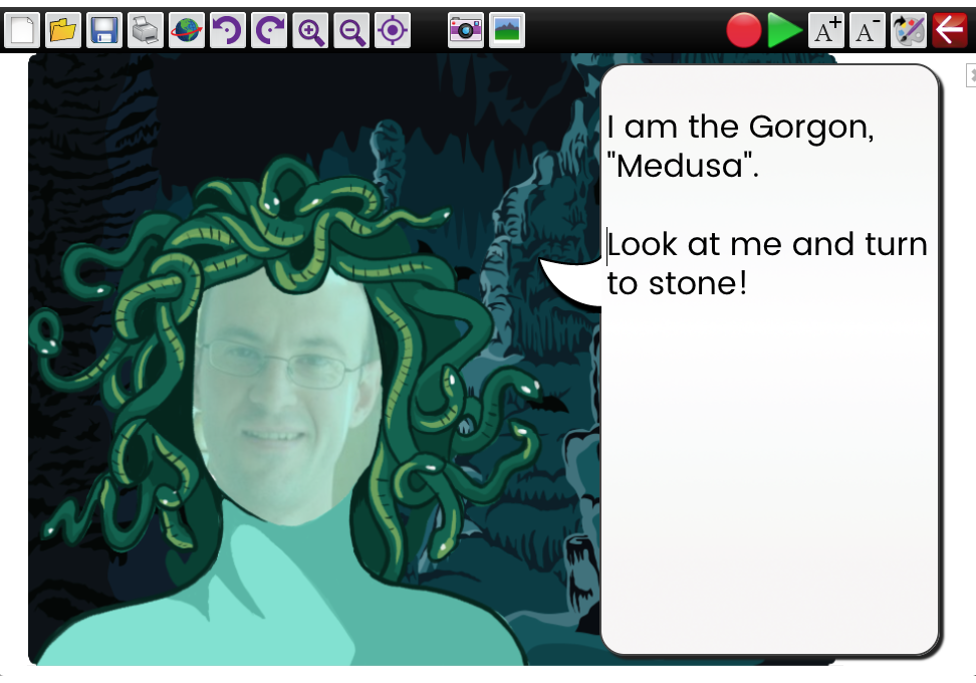 A+ A-
I am the Gorgon,
"Medusa".
Look at me and turn
to stone!